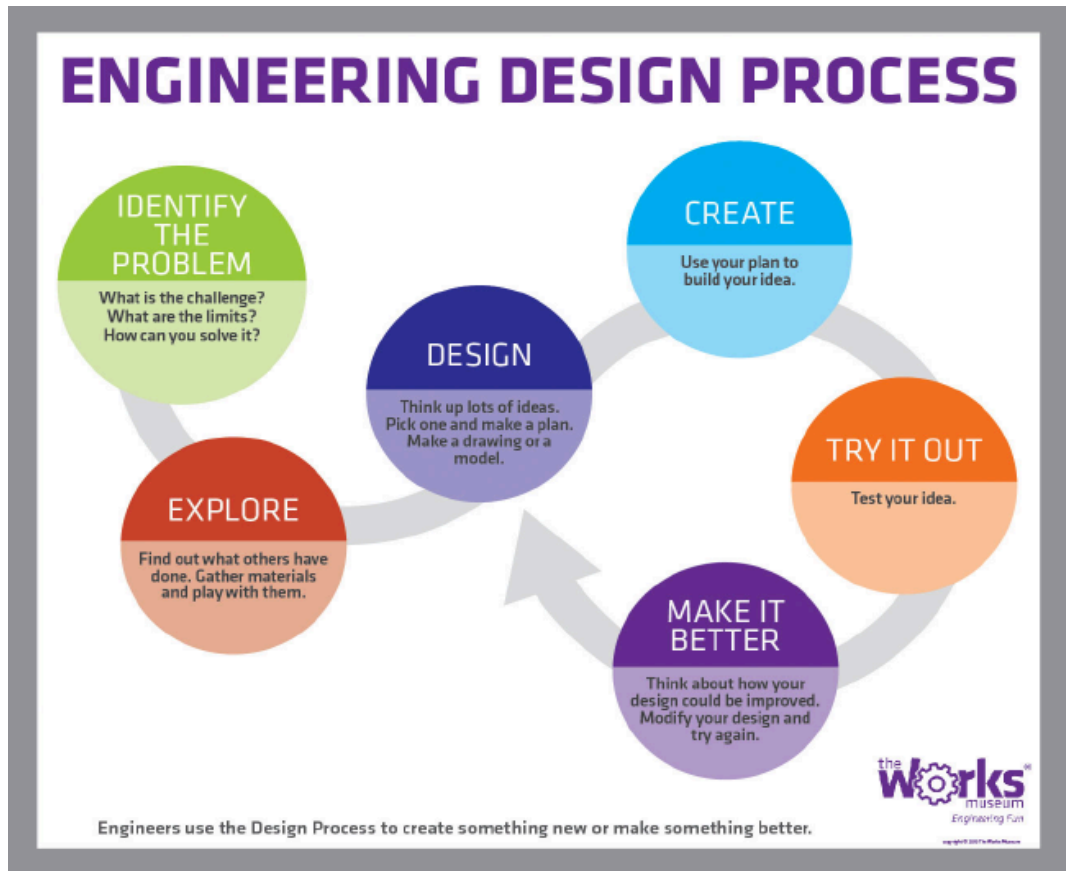 ENGINEERING DESIGN PROCESS
IDENTIFY
THE
PROBLEM
What is the challenge?
What are the limits?
How can you solve it?
EXPLORE
Find out what others have
done. Gather materials
and play with them.
DESIGN
Think up lots of ideas.
Pick one and make a plan.
Make a drawing or a
model.
CREATE
Use your plan to
build your idea.
TRY IT OUT
Test your idea.
MAKE IT
BETTER
Think about how your
design could be improved.
Modify your design and
try again.
the
Works®
museum
Engineering Fun
Engineers use the Design Process to create something new or make something better.